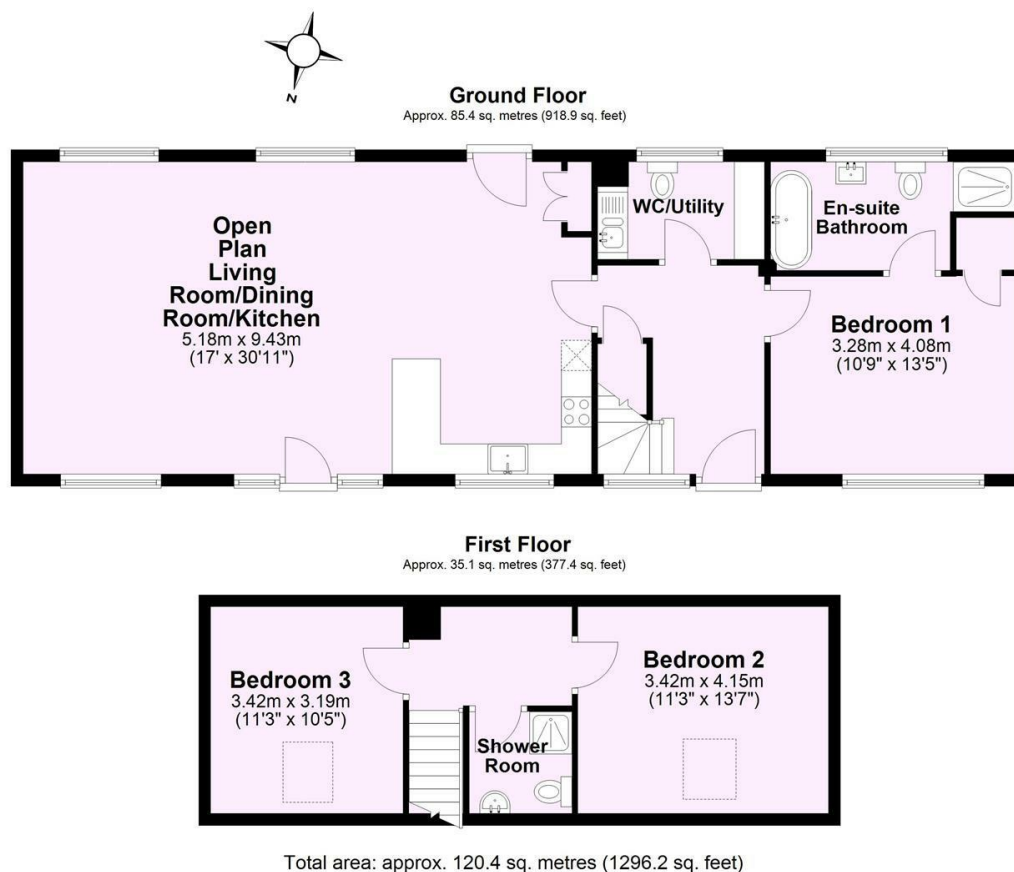 N
Ground Floor
Approx. 85.4 sq. metres (918.9 sq. feet)
Open
Plan
Living
Room/Dining
Room/Kitchen
5.18m x 9.43m
(17' x 30'11")
WC/Utility
En-suite
Bathroom
Bedroom 1
3.28m x 4.08m
(10'9" x 13'5")
First Floor
Approx. 35.1 sq. metres (377.4 sq. feet)
Bedroom 3
3.42m x 3.19m
(11'3" x 10'5")
Shower
Room
Bedroom 2
3.42m x 4.15m
(11'3" x 13'7")
Total area: approx. 120.4 sq. metres (1296.2 sq. feet)